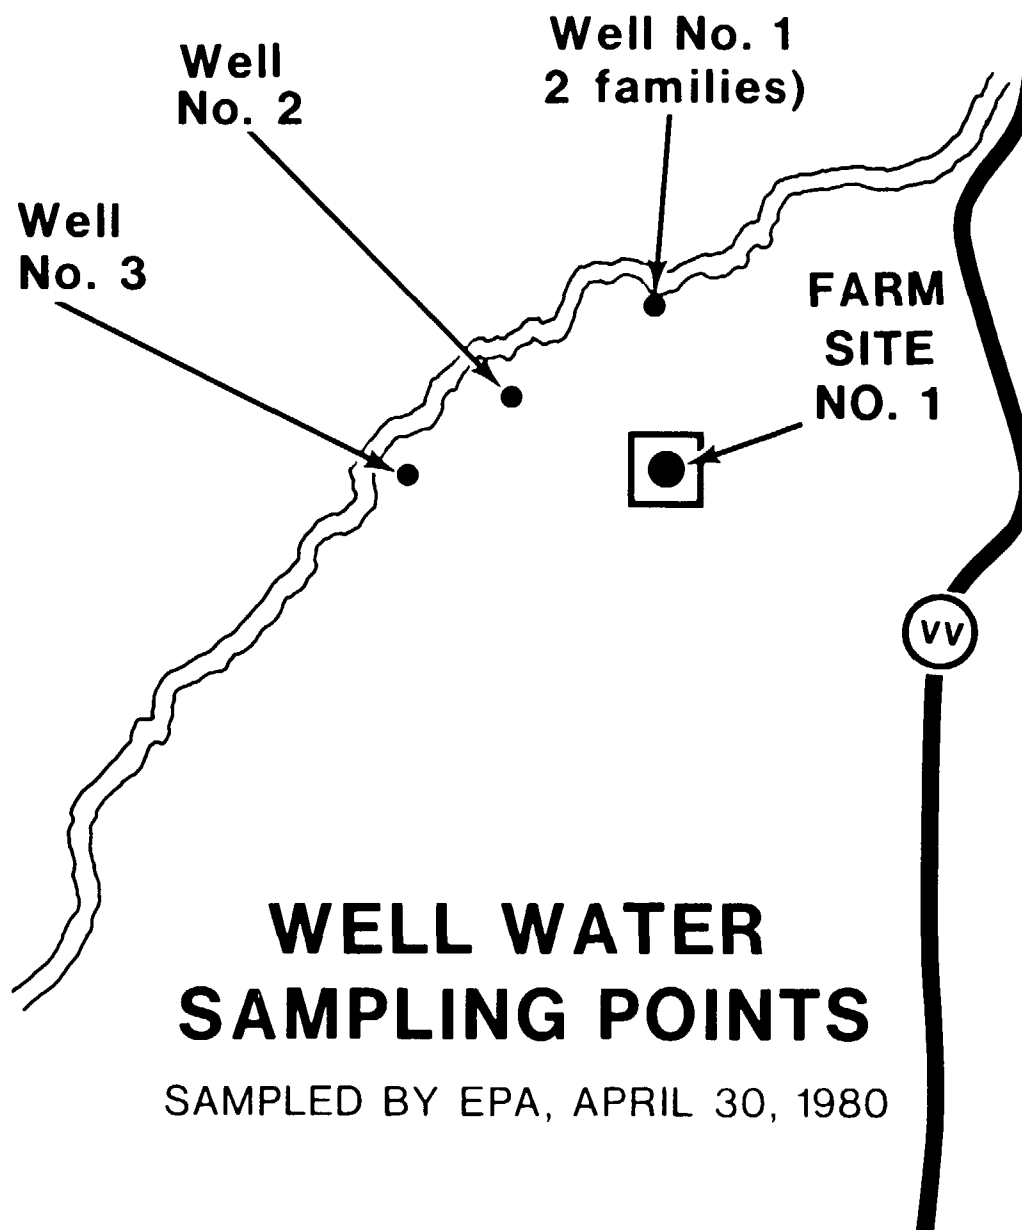 Well No. 1
2 families)
Well
No. 2
Well
No. 3
FARM
SITE
NO. 1
VV
WELL WATER
SAMPLING POINTS
SAMPLED BY EPA, APRIL 30, 1980